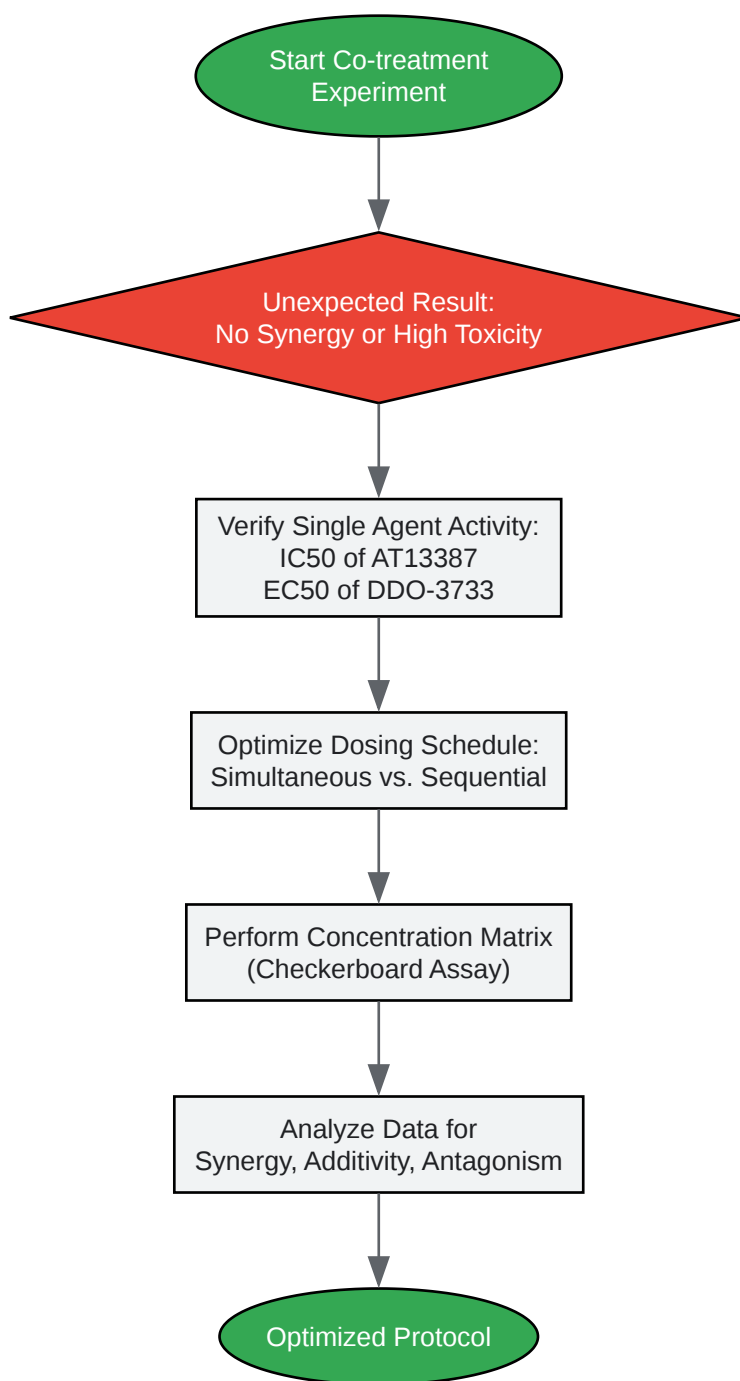 Start Co-treatment
Experiment
Unexpected Result:
No Synergy or High Toxicity
Verify Single Agent Activity:
IC50 of AT13387
EC50 of DDO-3733
Optimize Dosing Schedule:
Simultaneous vs. Sequential
Perform Concentration Matrix
(Checkerboard Assay)
Analyze Data for
Synergy, Additivity, Antagonism
Optimized Protocol